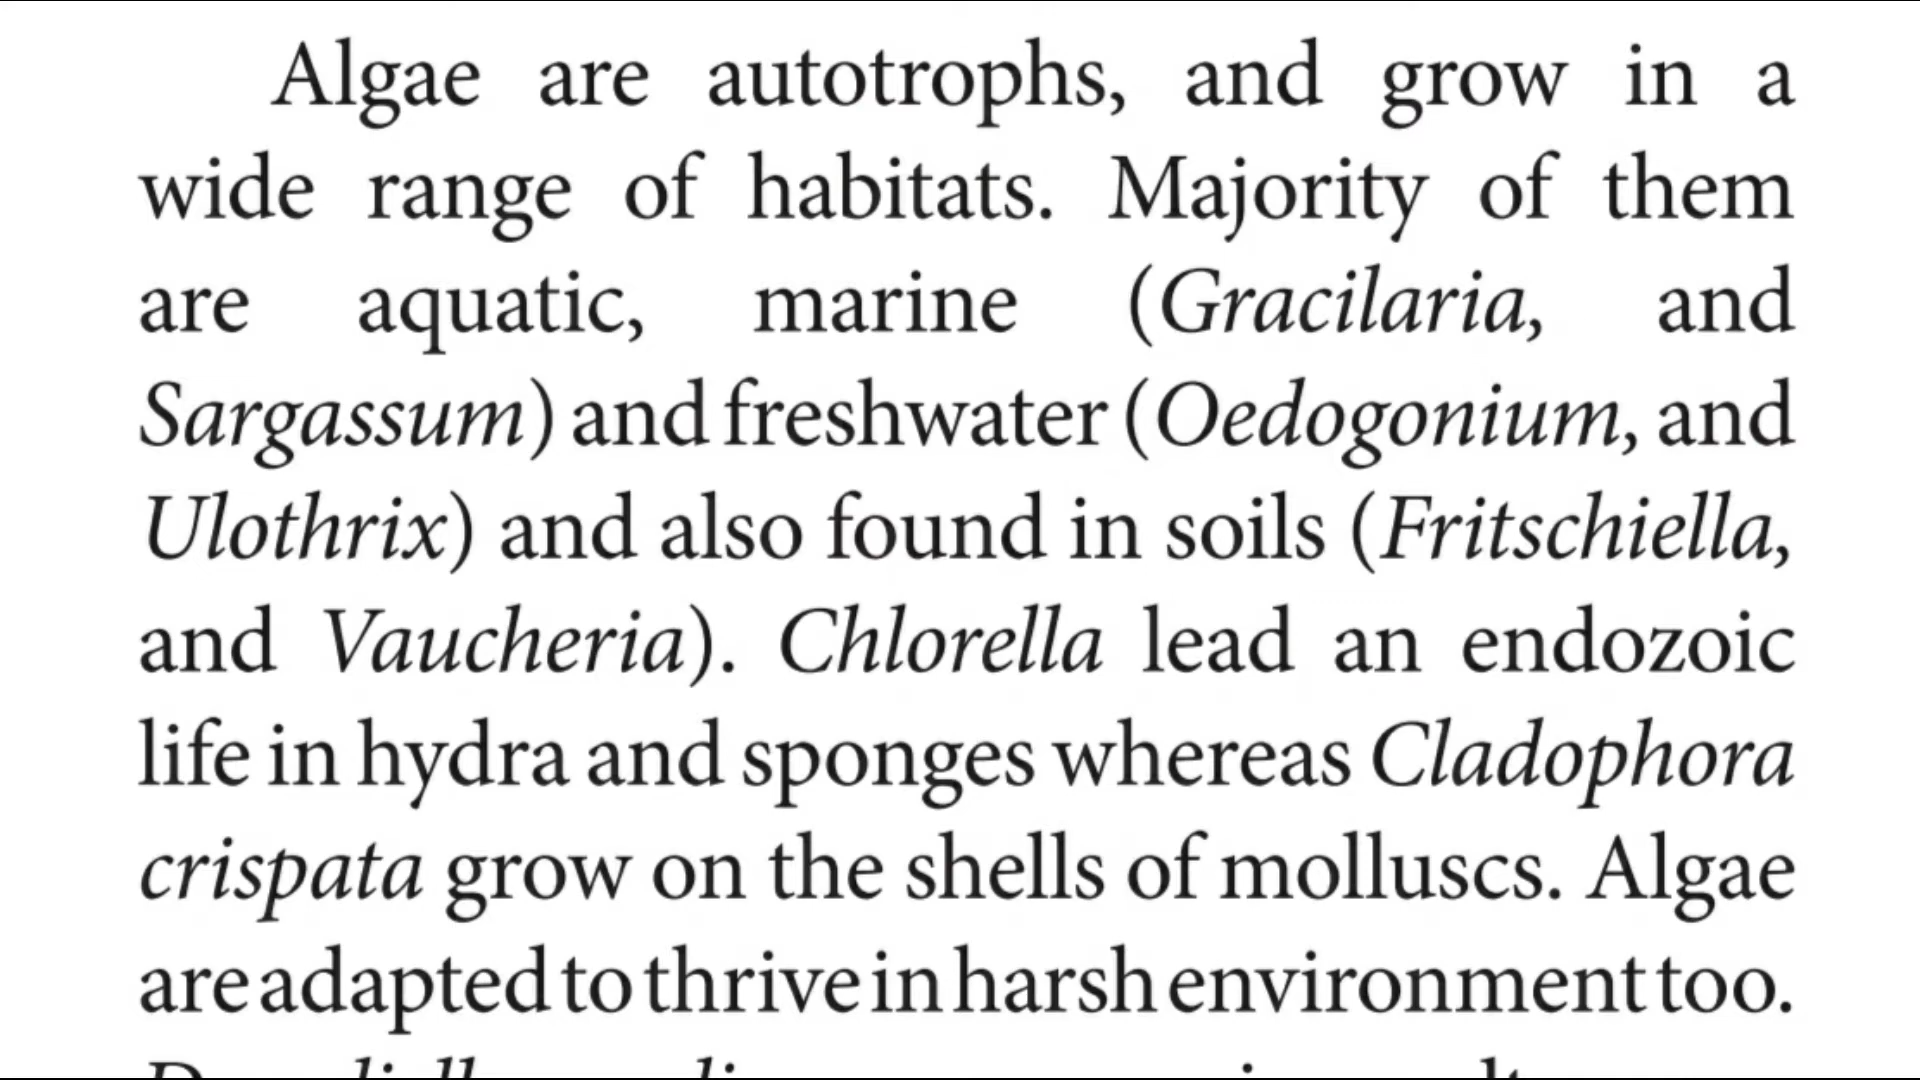 Algae are autotrophs, and grow in a
wide range of habitats. Majority of them
are aquatic, marine (Gracilaria, and
Sargassum) and freshwater (Oedogonium, and
Ulothrix) and also found in soils (Fritschiella,
and Vaucheria). Chlorella lead an endozoic
life in hydra and sponges whereas Cladophora
crispata grow on the shells of molluscs. Algae
are adapted to thrive in harsh environment too.